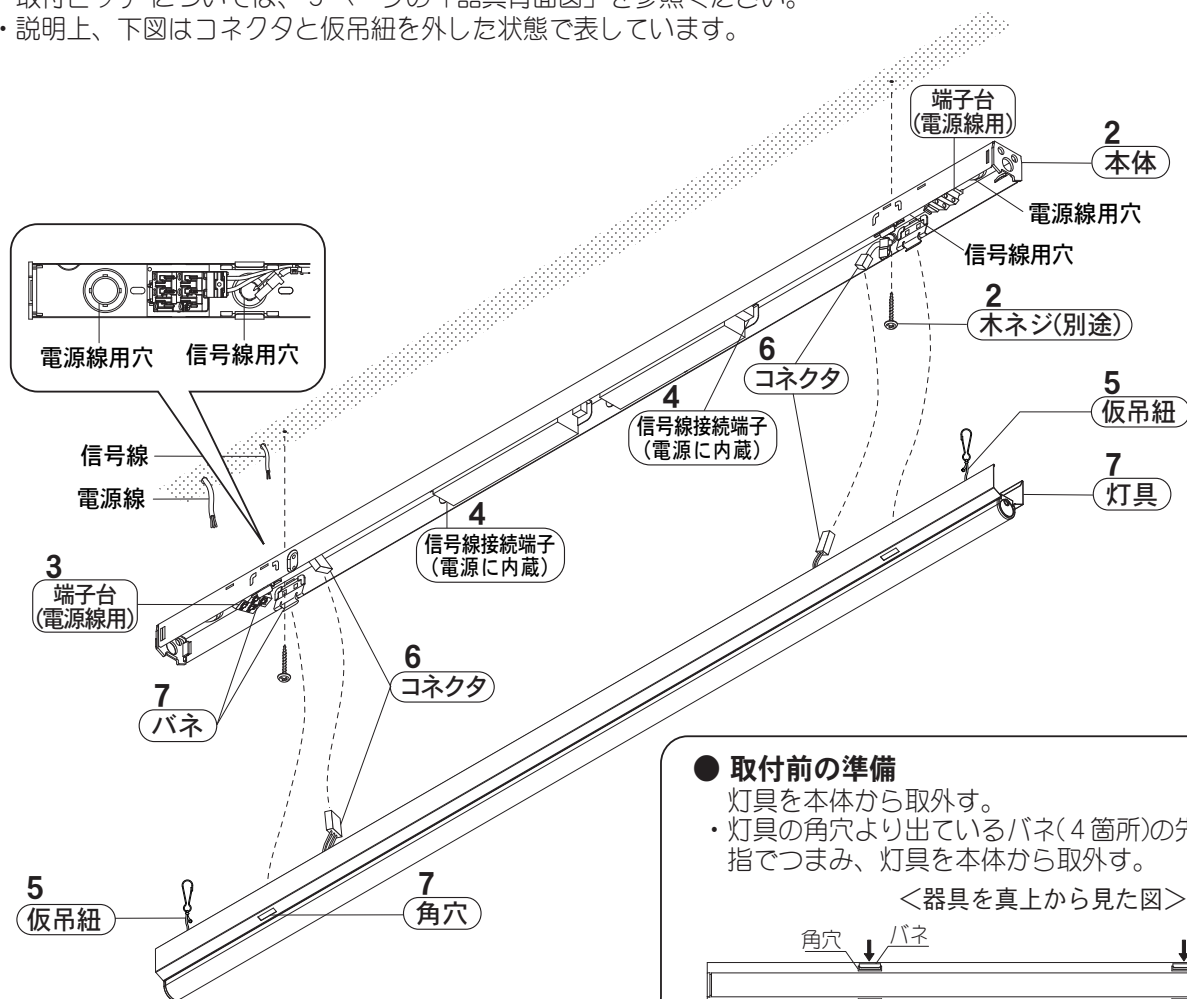 ・説明上、下図はコネクタと仮吊紐を外した状態で表しています。
端子台
(電源線用)
2
本体
電源線用穴
信号線用穴
2
木ネジ(別途)
電源線用穴 信号線用穴
6
コネクタ
5
仮吊紐
4
信号線接続端子
(電源に内蔵)
7
灯具
信号線
電源線
4
信号線接続端子
(電源に内蔵)
3
端子台
(電源線用)
6
コネクタ
7
バネ
● 取付前の準備
灯具を本体から取外す。
・灯具の角穴より出ているバネ(4箇所)の先
指でつまみ、灯具を本体から取外す。
5
仮吊紐
7
角穴
<器具を真上から見た図>
角穴 バネ